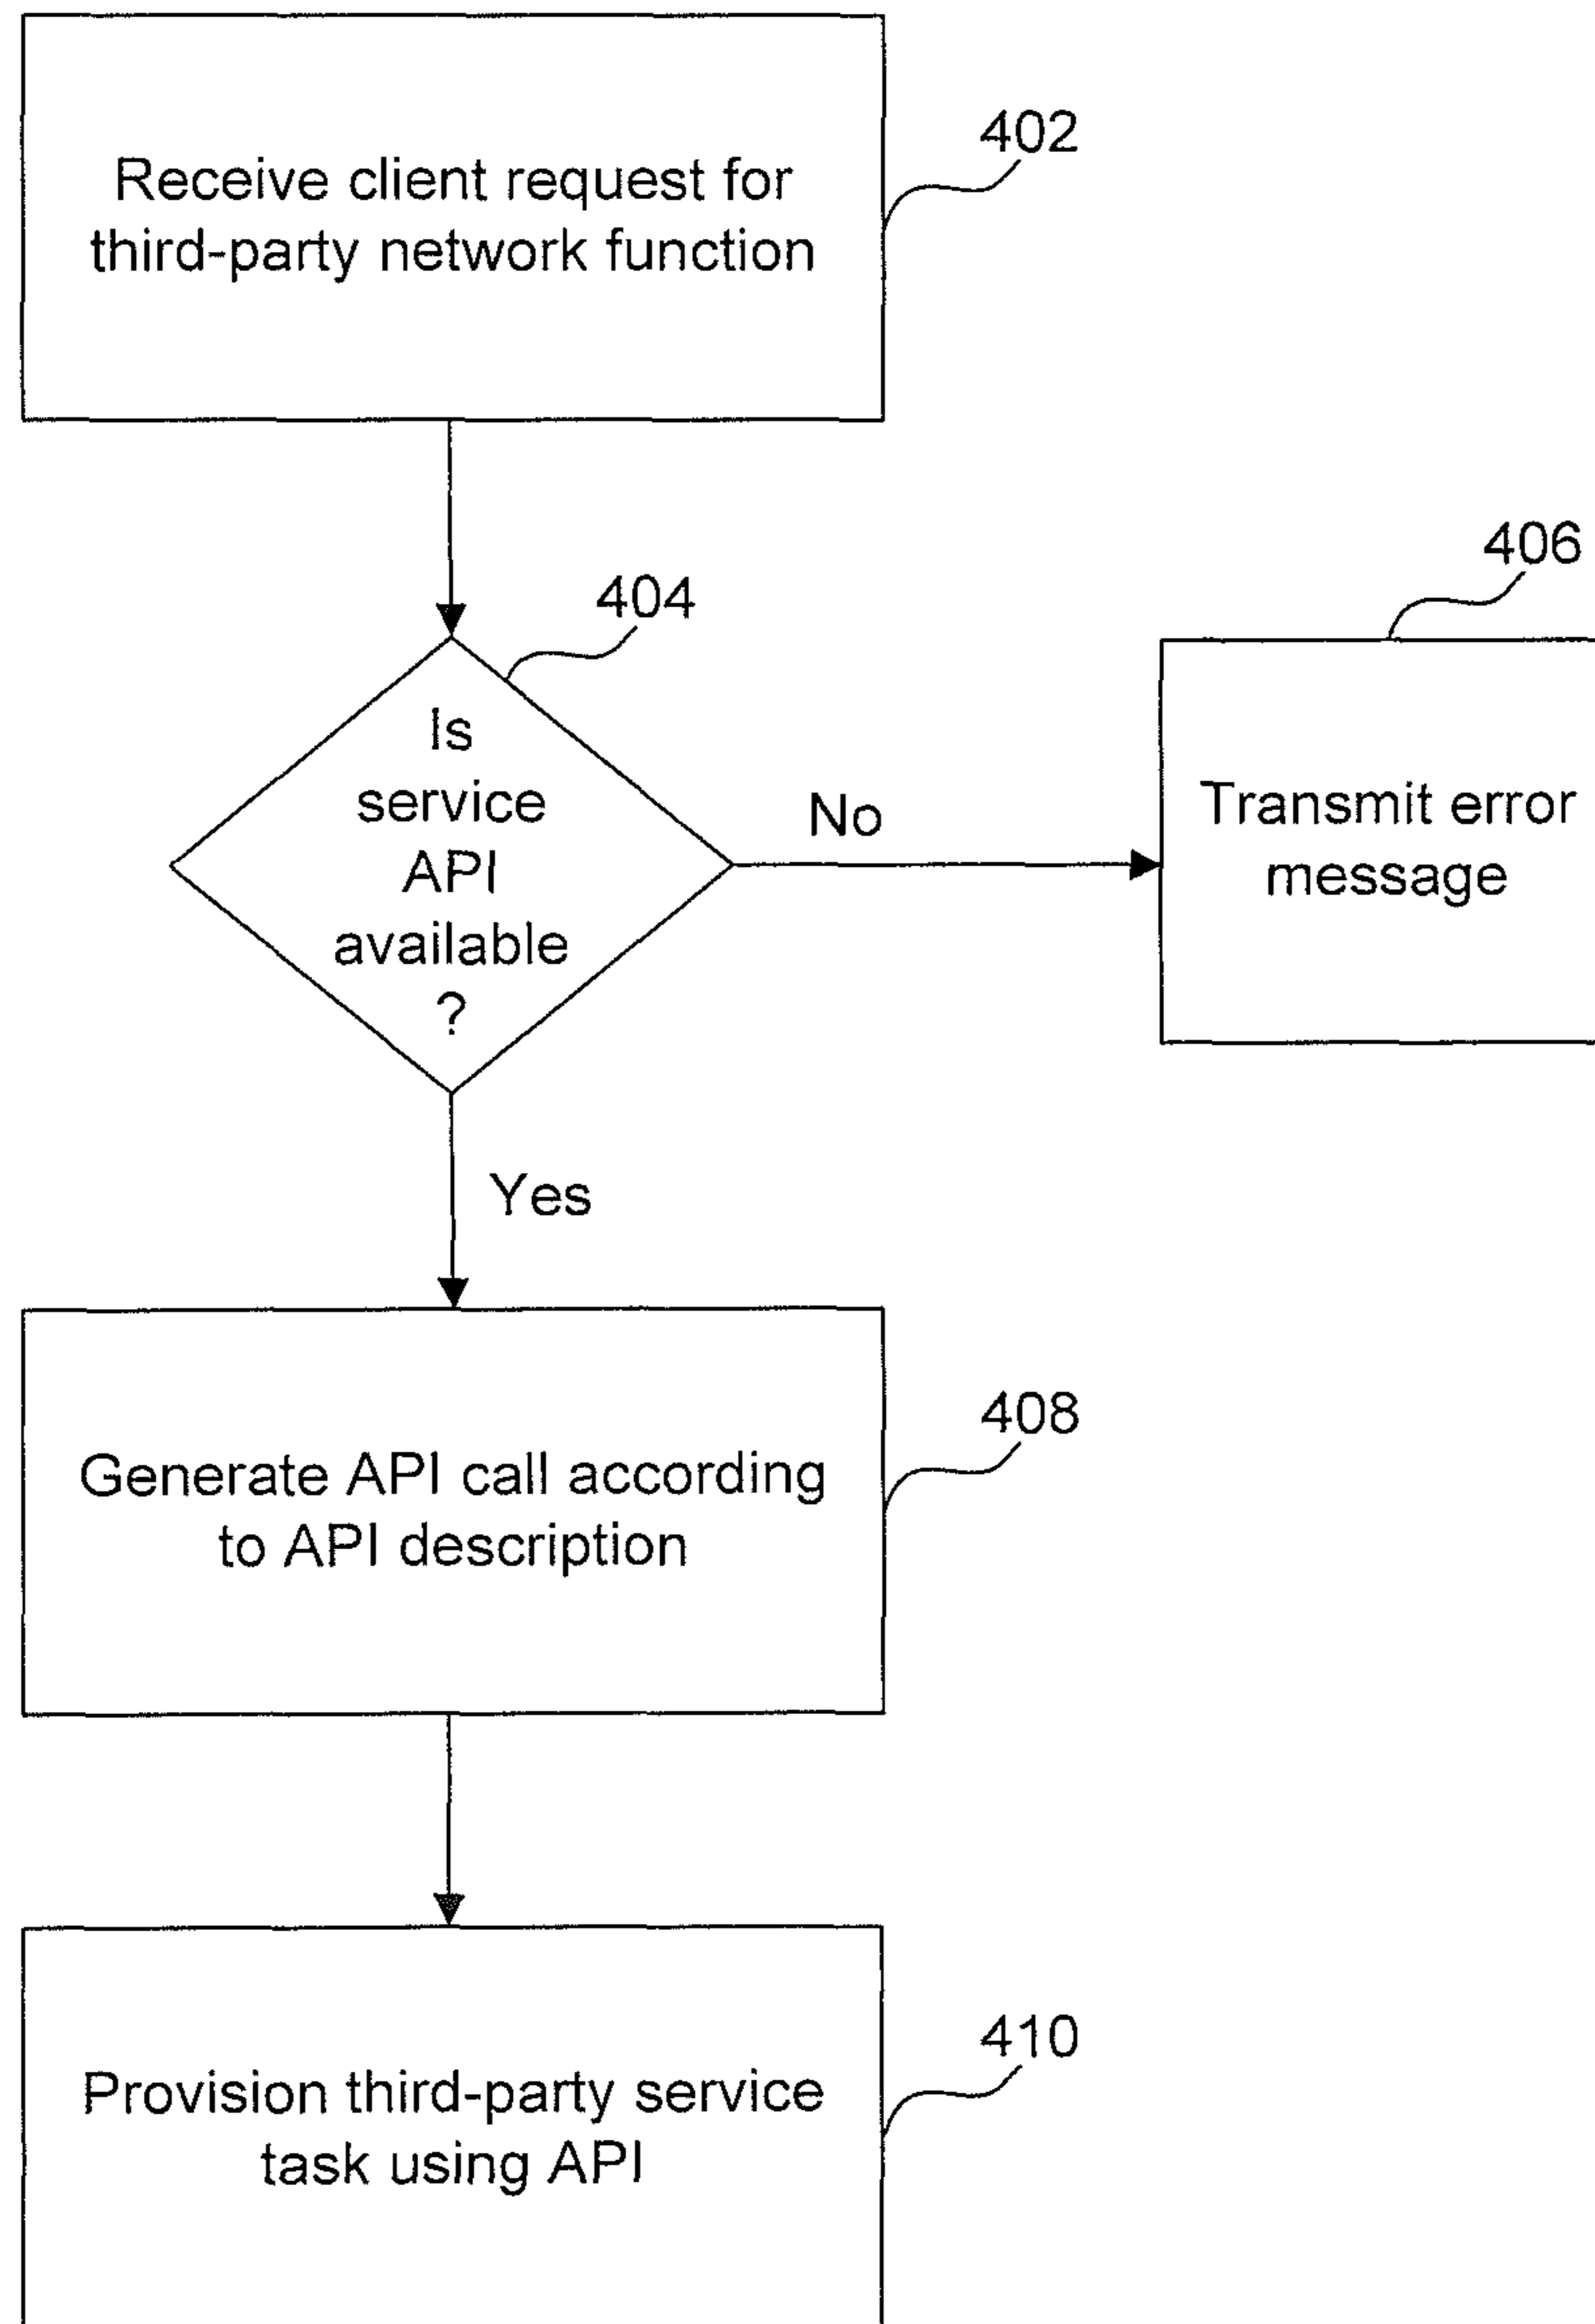 402
Receive client request for
third-party network function
404
406
Is
service
API
available
?
No
Transmit error
message
Yes
408
Generate API call according
to API description
410
Provision third-party service
task using API